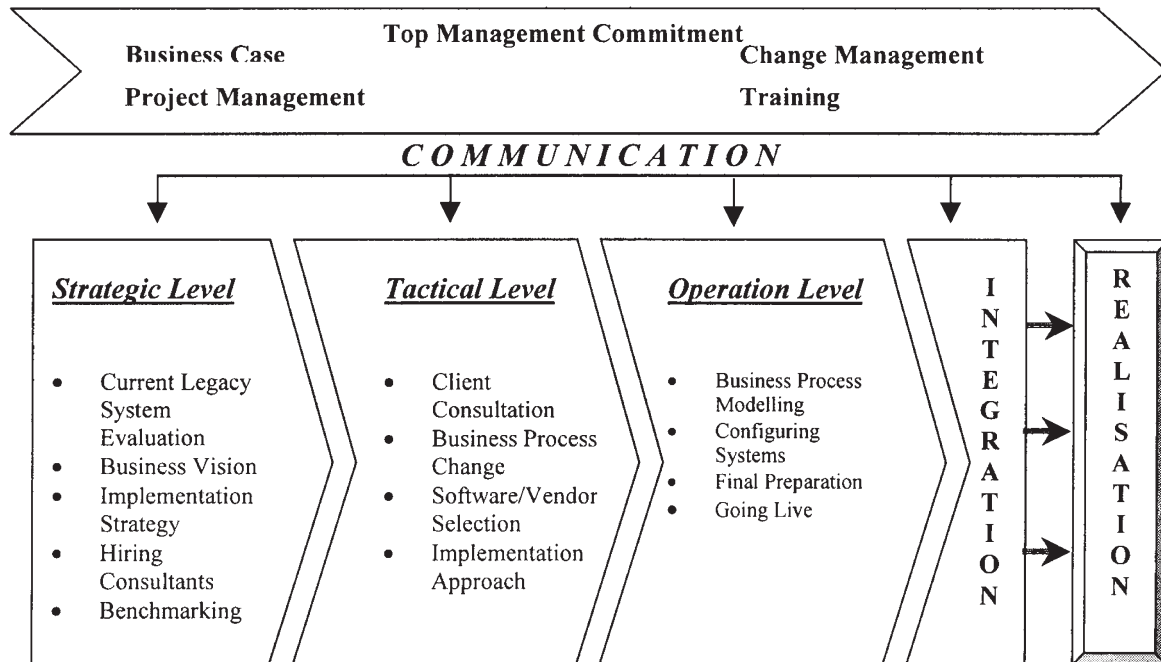 Top Management Commitment
Business Case
Change Management
Project Management
Training
COMMUNICATION
Strategic Level
• Current Legacy
System
Evaluation
• Business Vision
• Implementation
Strategy
• Hiring
Consultants
• Benchmarking
Tactical Level
• Client
Consultation
• Business Process
Change
• Software/Vendor
Selection
• Implementation
Approach
Operation Level
• Business Process
Modelling
• Configuring
Systems
• Final Preparation
• Going Live
INTEGRATION
REALISATION